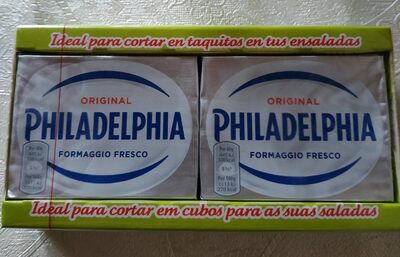 Ideal para cortar en taquitos en tus ensaladas
ORIGINAL
PHILADELPHIA
FORMAGGIO FRESCO
ORIGINAL
PHILADELPHIA
FORMAGGIO FRESCO
Ideal para cortar em cubos para as suas saladas